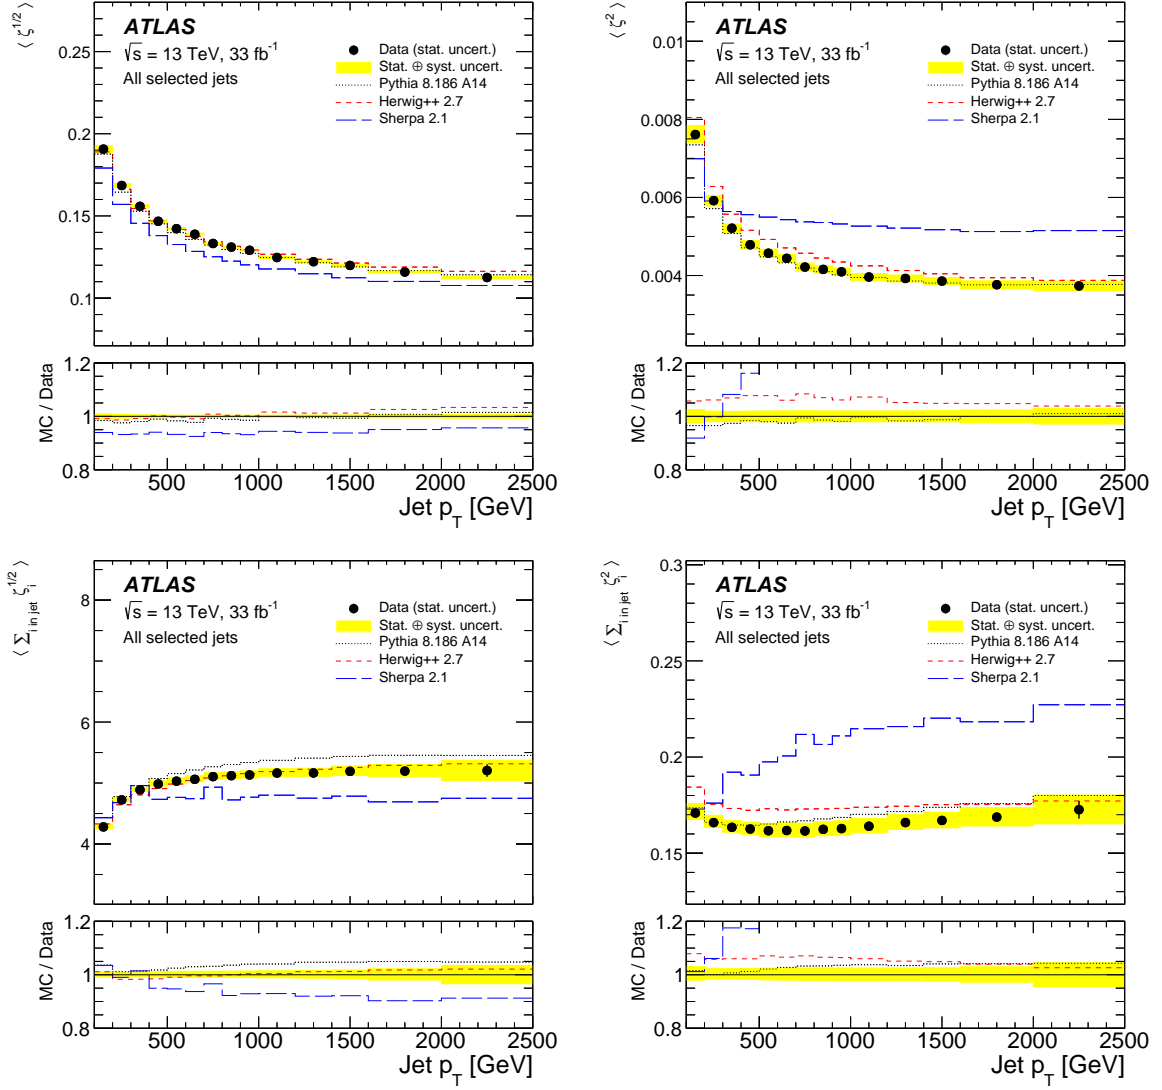 ⟨ ζ^{1/2} ⟩
ATLAS
√s = 13 TeV, 33 fb⁻¹
All selected jets
Data (stat. uncert.)
Stat. ⊕ syst. uncert.
Pythia 8.186 A14
Herwig++ 2.7
Sherpa 2.1
0.25
0.2
0.15
0.1
MC / Data
1.2
1
0.8
500 1000 1500 2000 2500
Jet p_T [GeV]
⟨ ζ² ⟩
ATLAS
√s = 13 TeV, 33 fb⁻¹
All selected jets
Data (stat. uncert.)
Stat. ⊕ syst. uncert.
Pythia 8.186 A14
Herwig++ 2.7
Sherpa 2.1
0.01
0.008
0.006
0.004
MC / Data
1.2
1
0.8
500 1000 1500 2000 2500
Jet p_T [GeV]
⟨ Σ_{i in jet} ζ_i^{1/2} ⟩
ATLAS
√s = 13 TeV, 33 fb⁻¹
All selected jets
Data (stat. uncert.)
Stat. ⊕ syst. uncert.
Pythia 8.186 A14
Herwig++ 2.7
Sherpa 2.1
8
6
4
MC / Data
1.2
1
0.8
500 1000 1500 2000 2500
Jet p_T [GeV]
⟨ Σ_{i in jet} ζ_i² ⟩
ATLAS
√s = 13 TeV, 33 fb⁻¹
All selected jets
Data (stat. uncert.)
Stat. ⊕ syst. uncert.
Pythia 8.186 A14
Herwig++ 2.7
Sherpa 2.1
0.3
0.25
0.2
0.15
MC / Data
1.2
1
0.8
500 1000 1500 2000 2500
Jet p_T [GeV]